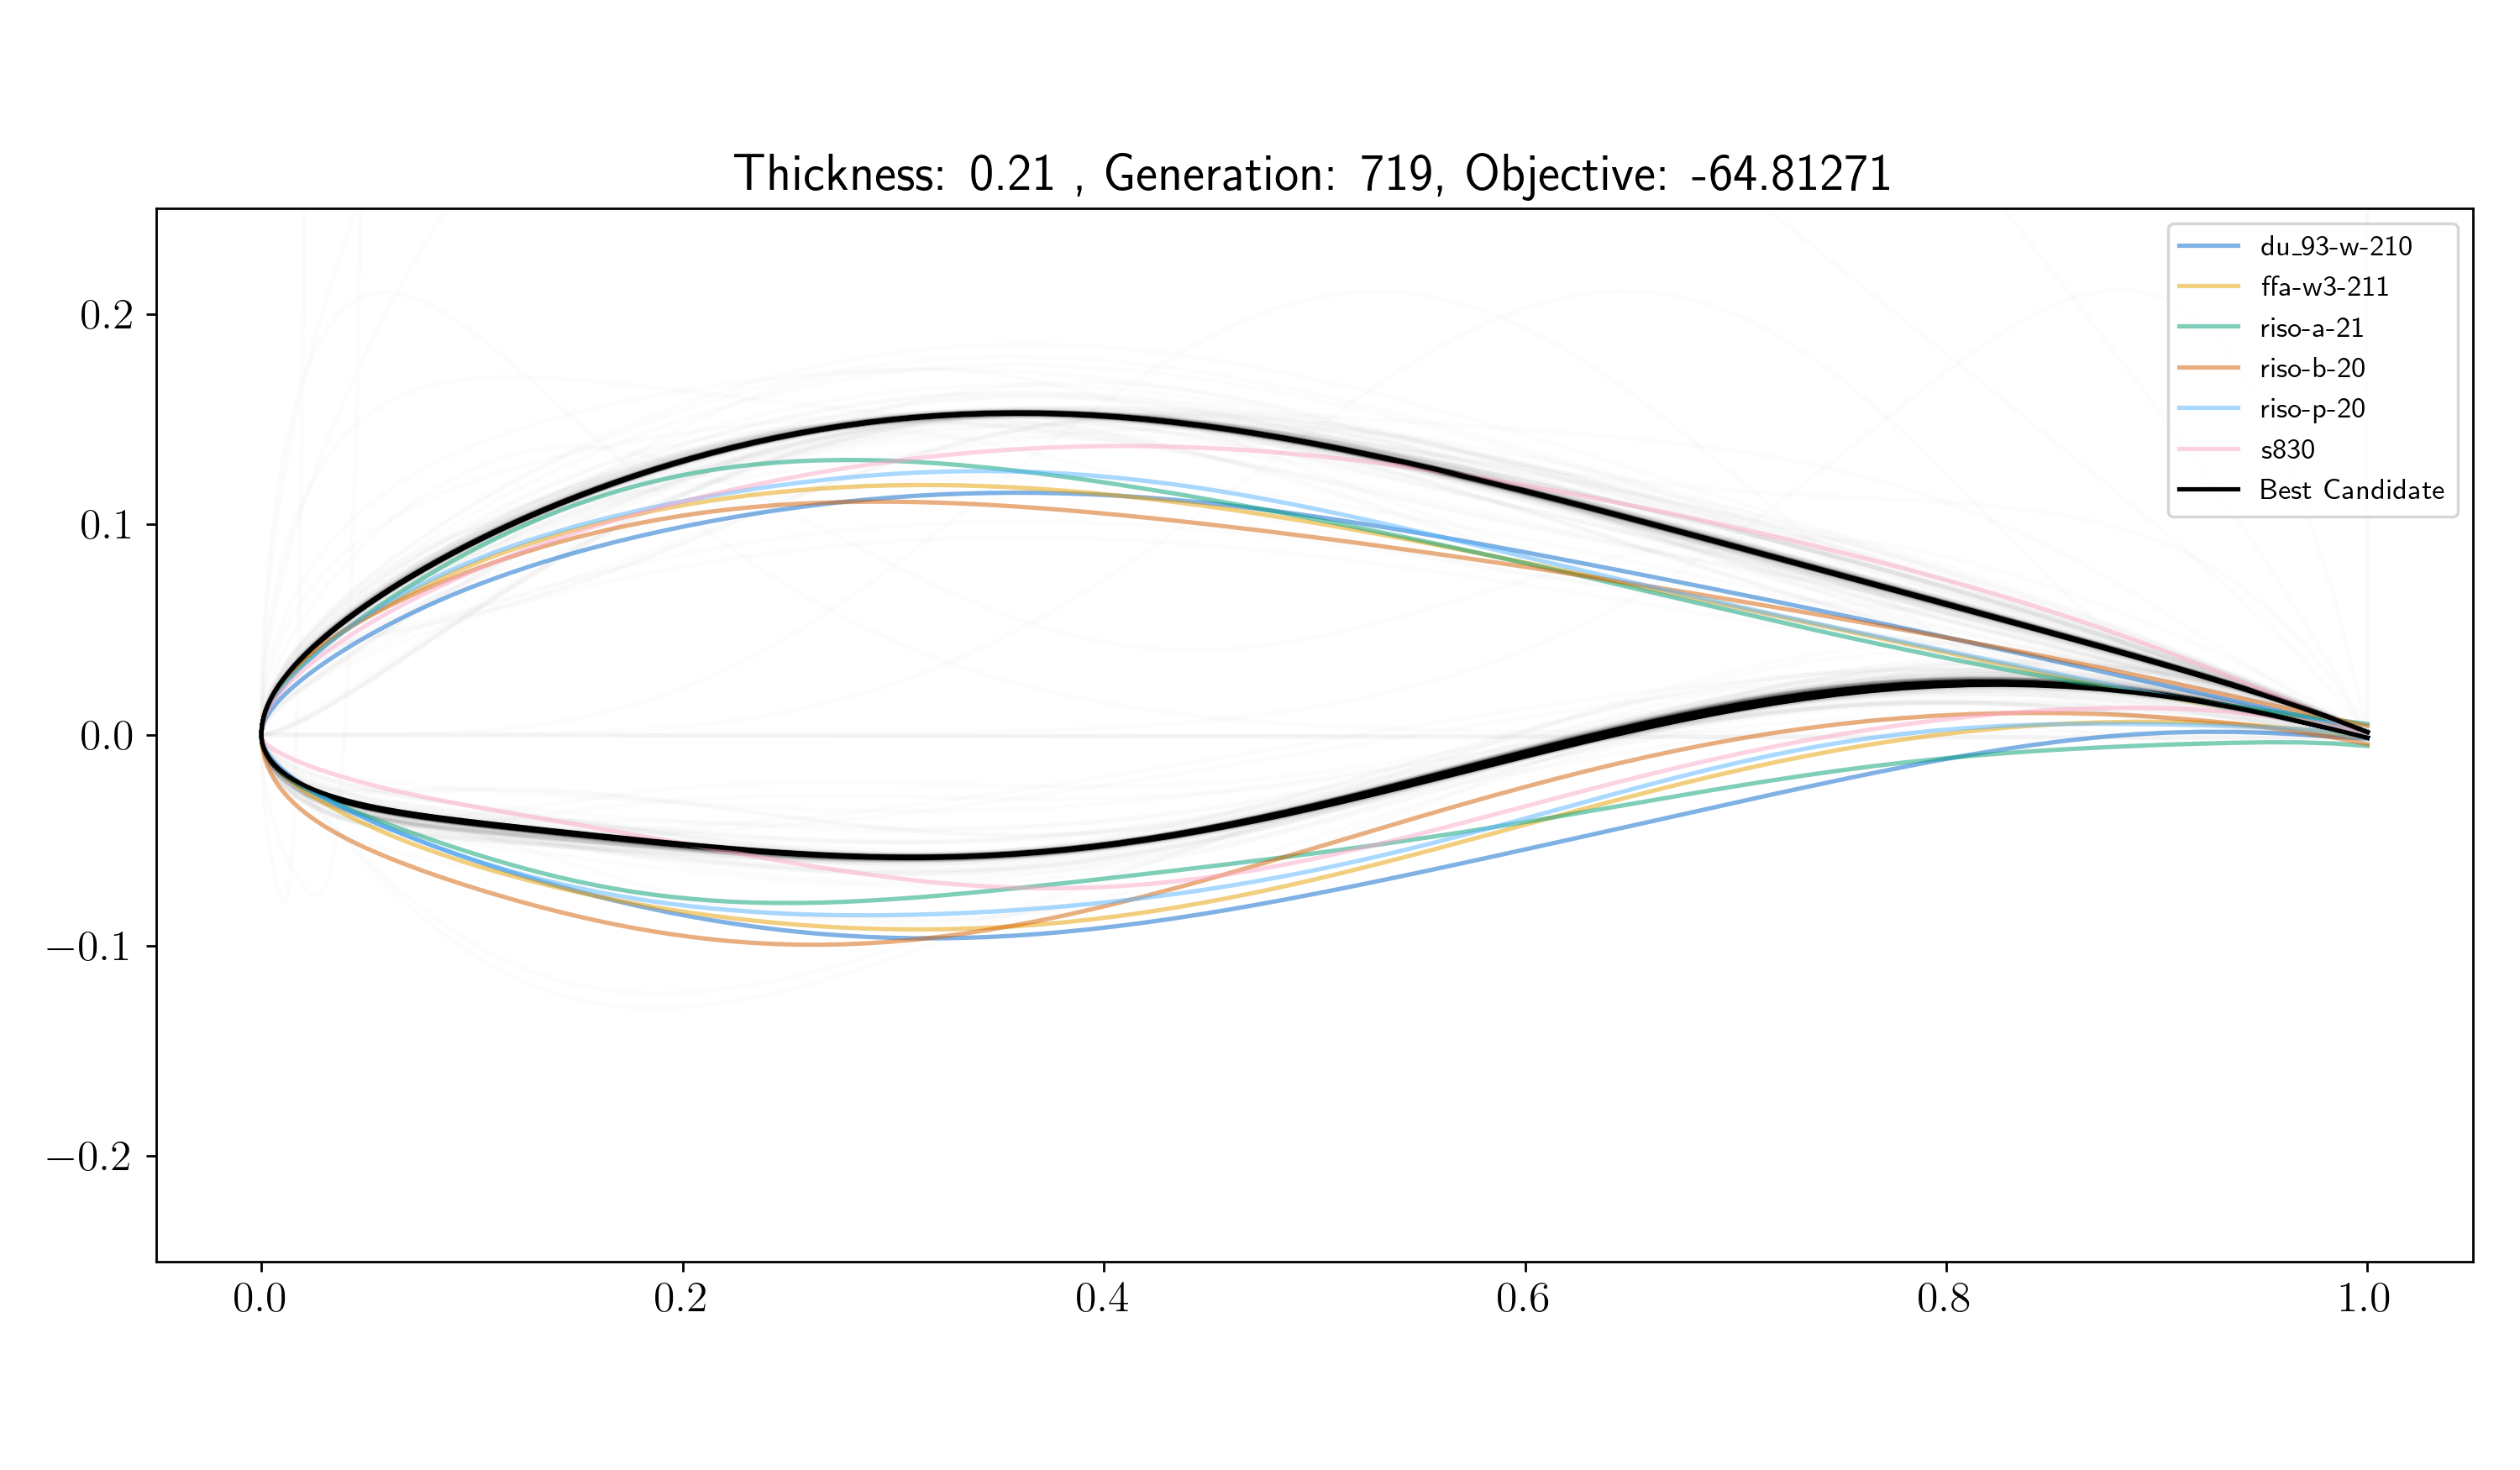 Thickness: 0.21 , Generation: 719, Objective: -64.81271
du_93-w-210
ffa-w3-211
riso-a-21
riso-b-20
riso-p-20
s830
Best Candidate
0.2
0.1
0.0
−0.1
−0.2
0.0 0.2 0.4 0.6 0.8 1.0